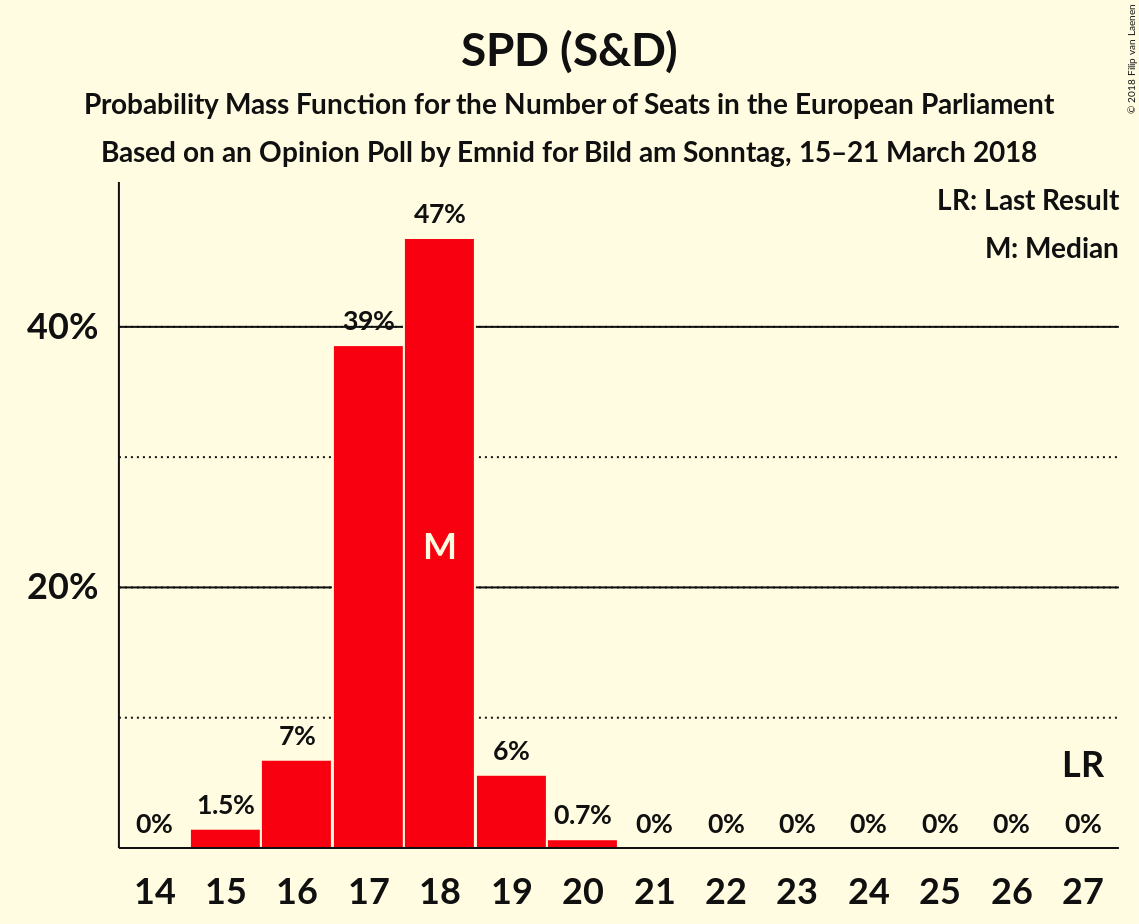 SPD (S&D)
Probability Mass Function for the Number of Seats in the European Parliament
Based on an Opinion Poll by Emnid for Bild am Sonntag, 15–21 March 2018
© 2018 Filip van Laenen
LR: Last Result
M: Median
40%
20%
0% 1.5% 7% 39% 47% 6% 0.7% 0% 0% 0% 0% 0% 0% 0%
M
LR
14 15 16 17 18 19 20 21 22 23 24 25 26 27